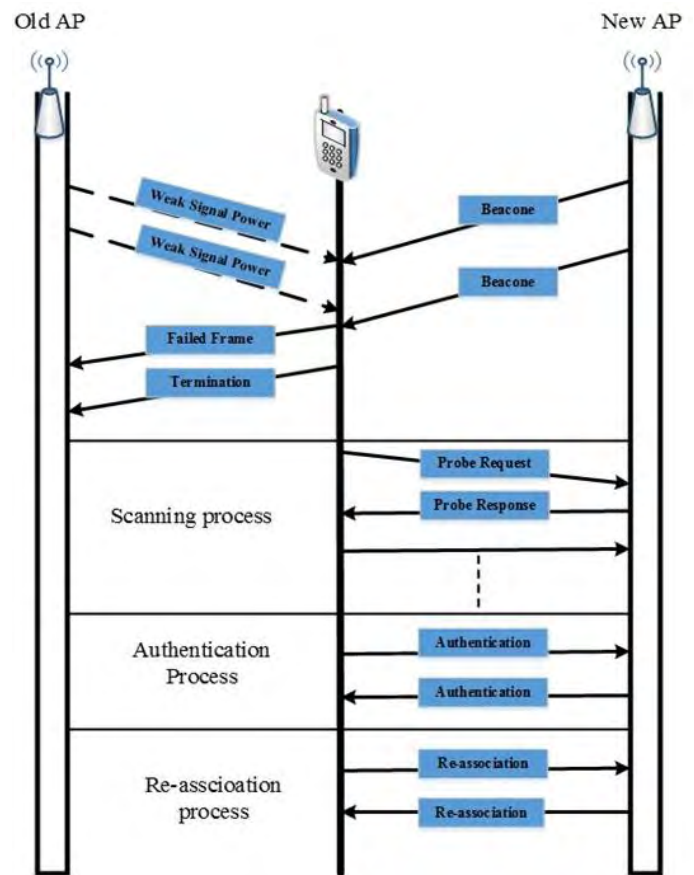 Old AP
New AP
Weak Signal Power
Beacone
Weak Signal Power
Beacone
Failed Frame
Termination
Probe Request
Scanning process
Probe Response
Authentication
Process
Authentication
Authentication
Re-asscioation
process
Re-association
Re-association